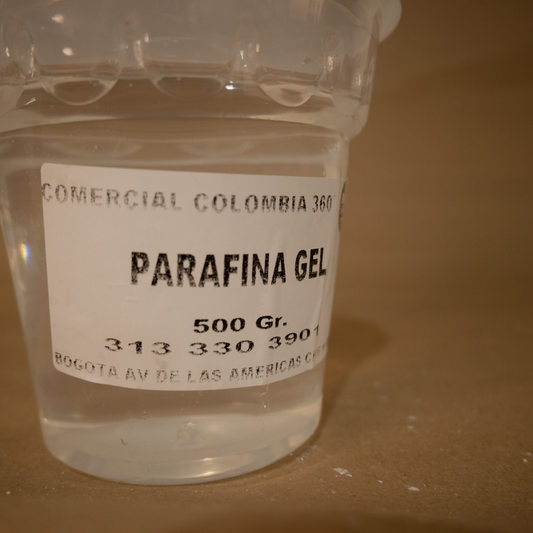 COMERCIAL COLOMBIA 360
PARAFINA GEL
500 Gr.
313 330 3901
BOGOTA AV DE LAS AMERICAS